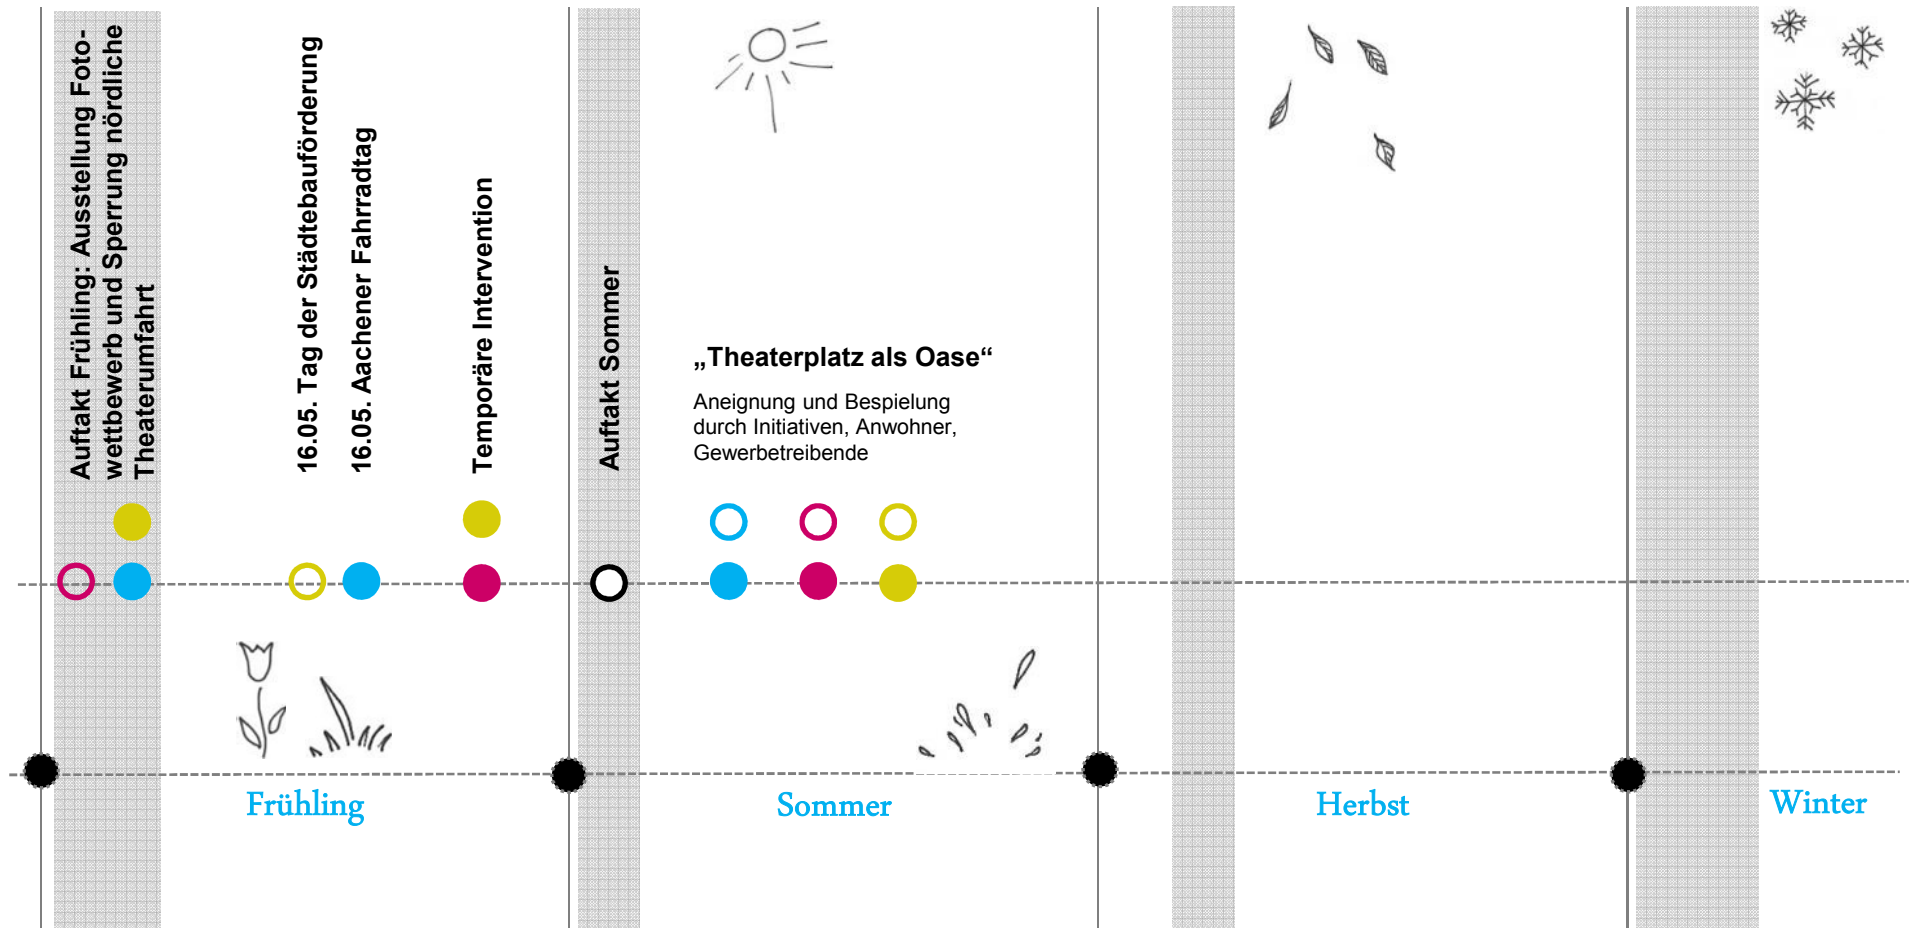 Auftakt Frühling: Ausstellung Foto-
wettbewerb und Sperrung nördliche
Theaterumfahrt
16.05. Tag der Städtebauförderung
16.05. Aachener Fahrradtag
Temporäre Intervention
Auftakt Sommer
„Theaterplatz als Oase“
Aneignung und Bespielung
durch Initiativen, Anwohner,
Gewerbetreibende
Frühling
Sommer
Herbst
Winter